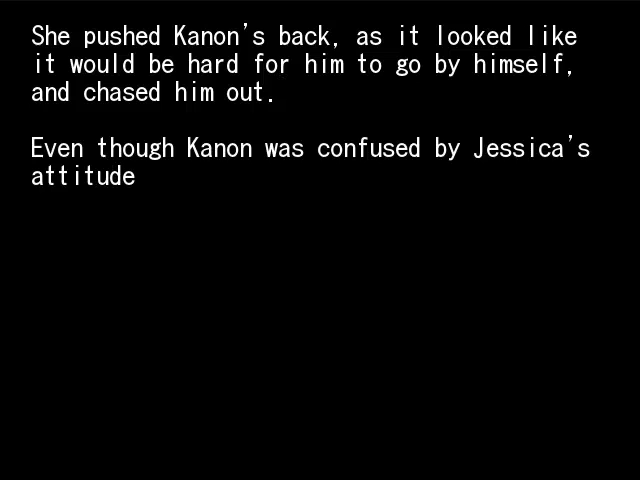 She pushed Kanon's back, as it looked like
it would be hard for him to go by himself,
and chased him out.
Even though Kanon was confused by Jessica's
attitude